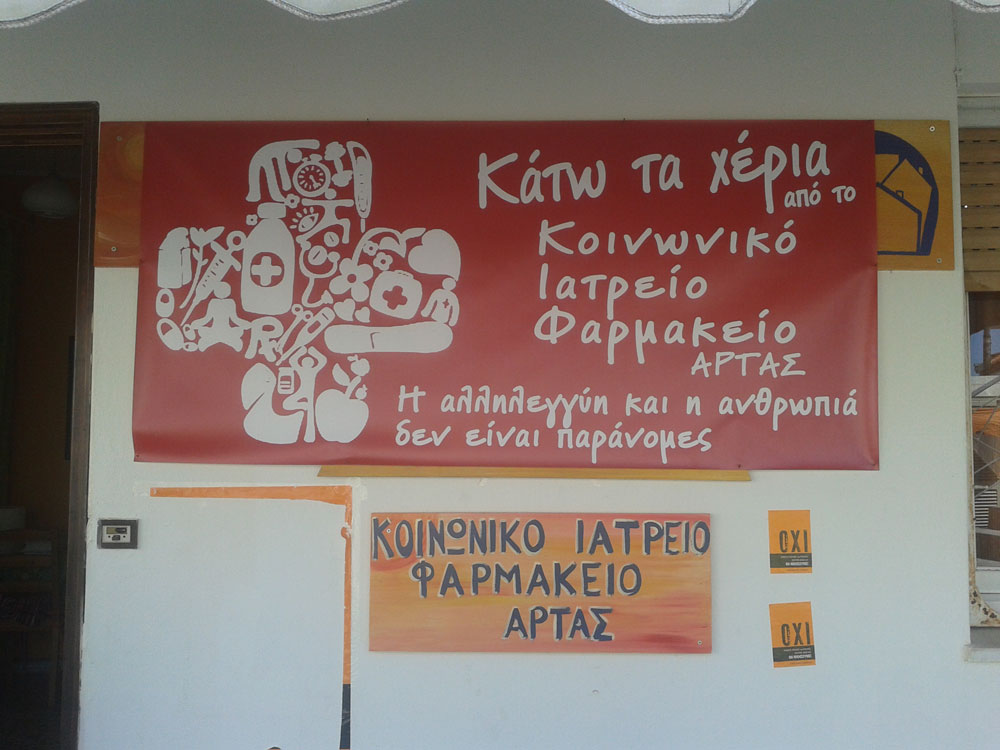 Κάτω τα χέρια
από το
Κοινωνικό
Ιατρείο
Φαρμακείο
ΑΡΤΑΣ
Η αλληλεγγύη και η ανθρωπιά
δεν είναι παράνομες
ΚΟΙΝΩΝΙΚΟ ΙΑΤΡΕΙΟ
ΦΑΡΜΑΚΕΙΟ
ΑΡΤΑΣ
ΟΧΙ
ΟΧΙ